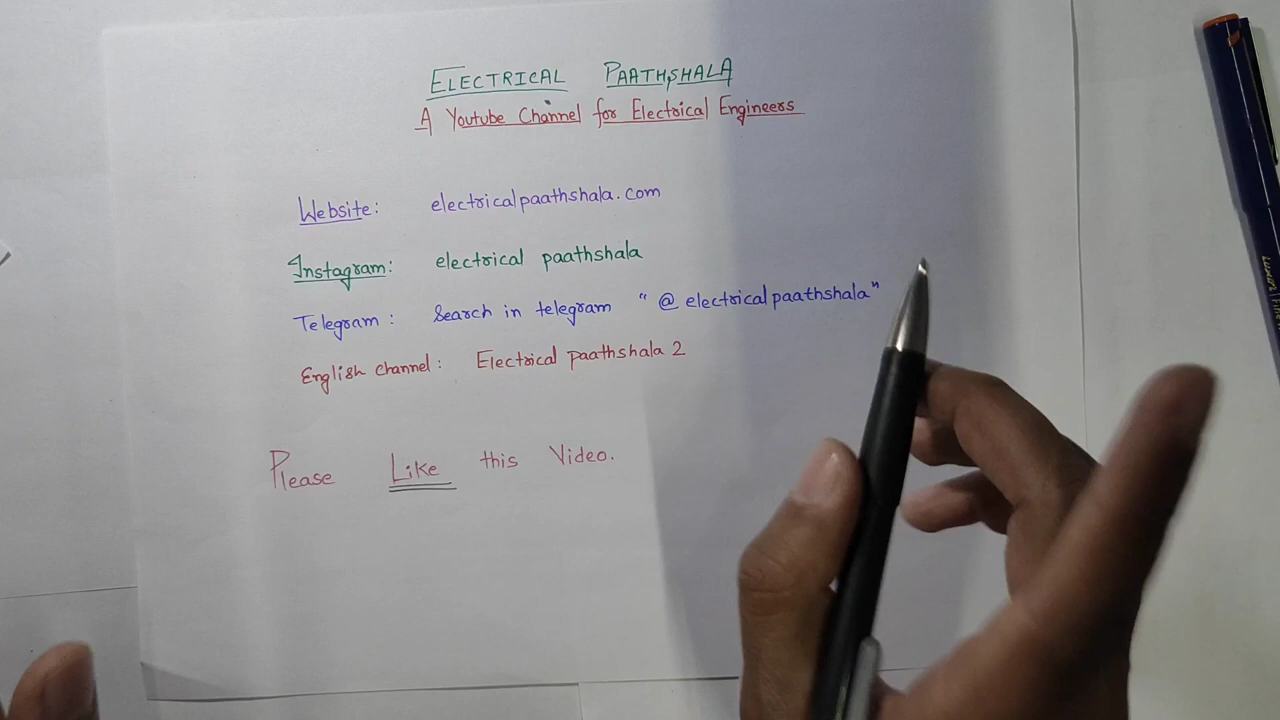 ELECTRICAL PAATHSHALA
A Youtube Channel for Electrical Engineers
Website: electricalpaathshala.com
Instagram: electrical paathshala
Telegram: Search in telegram "@electricalpaathshala"
English channel: Electrical paathshala 2
Please Like this Video.